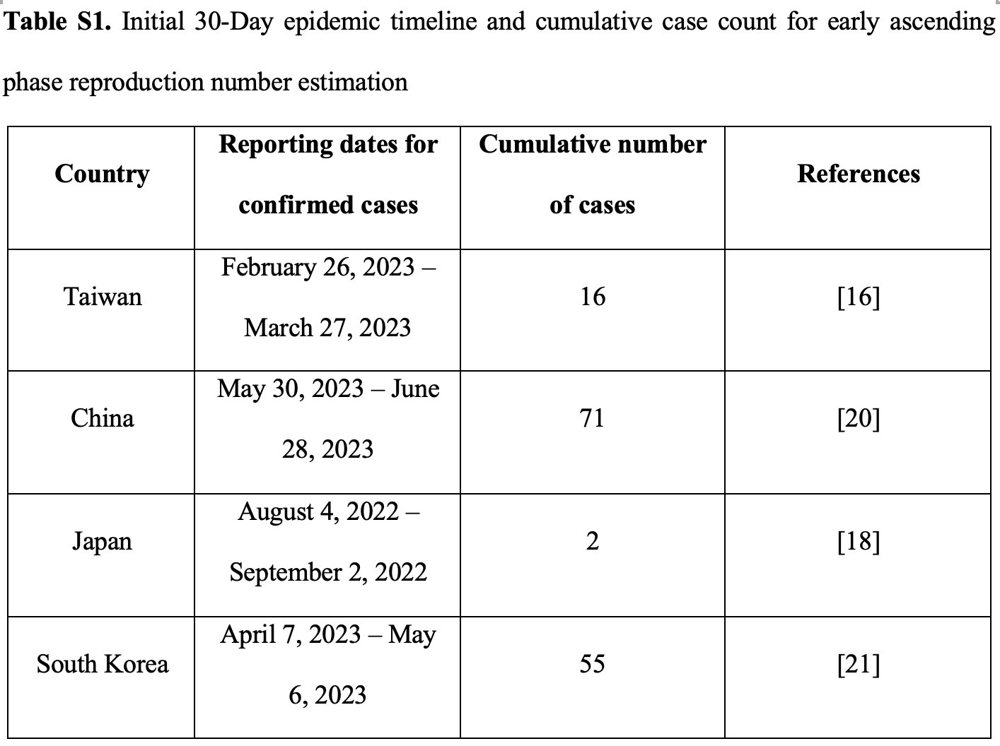 Table S1. Initial 30-Day epidemic timeline and cumulative case count for early ascending
phase reproduction number estimation
Country
Reporting dates for
confirmed cases
Cumulative number
of cases
References
Taiwan
February 26, 2023 –
March 27, 2023
16
[16]
China
May 30, 2023 – June
28, 2023
71
[20]
Japan
August 4, 2022 –
September 2, 2022
2
[18]
South Korea
April 7, 2023 – May
6, 2023
55
[21]